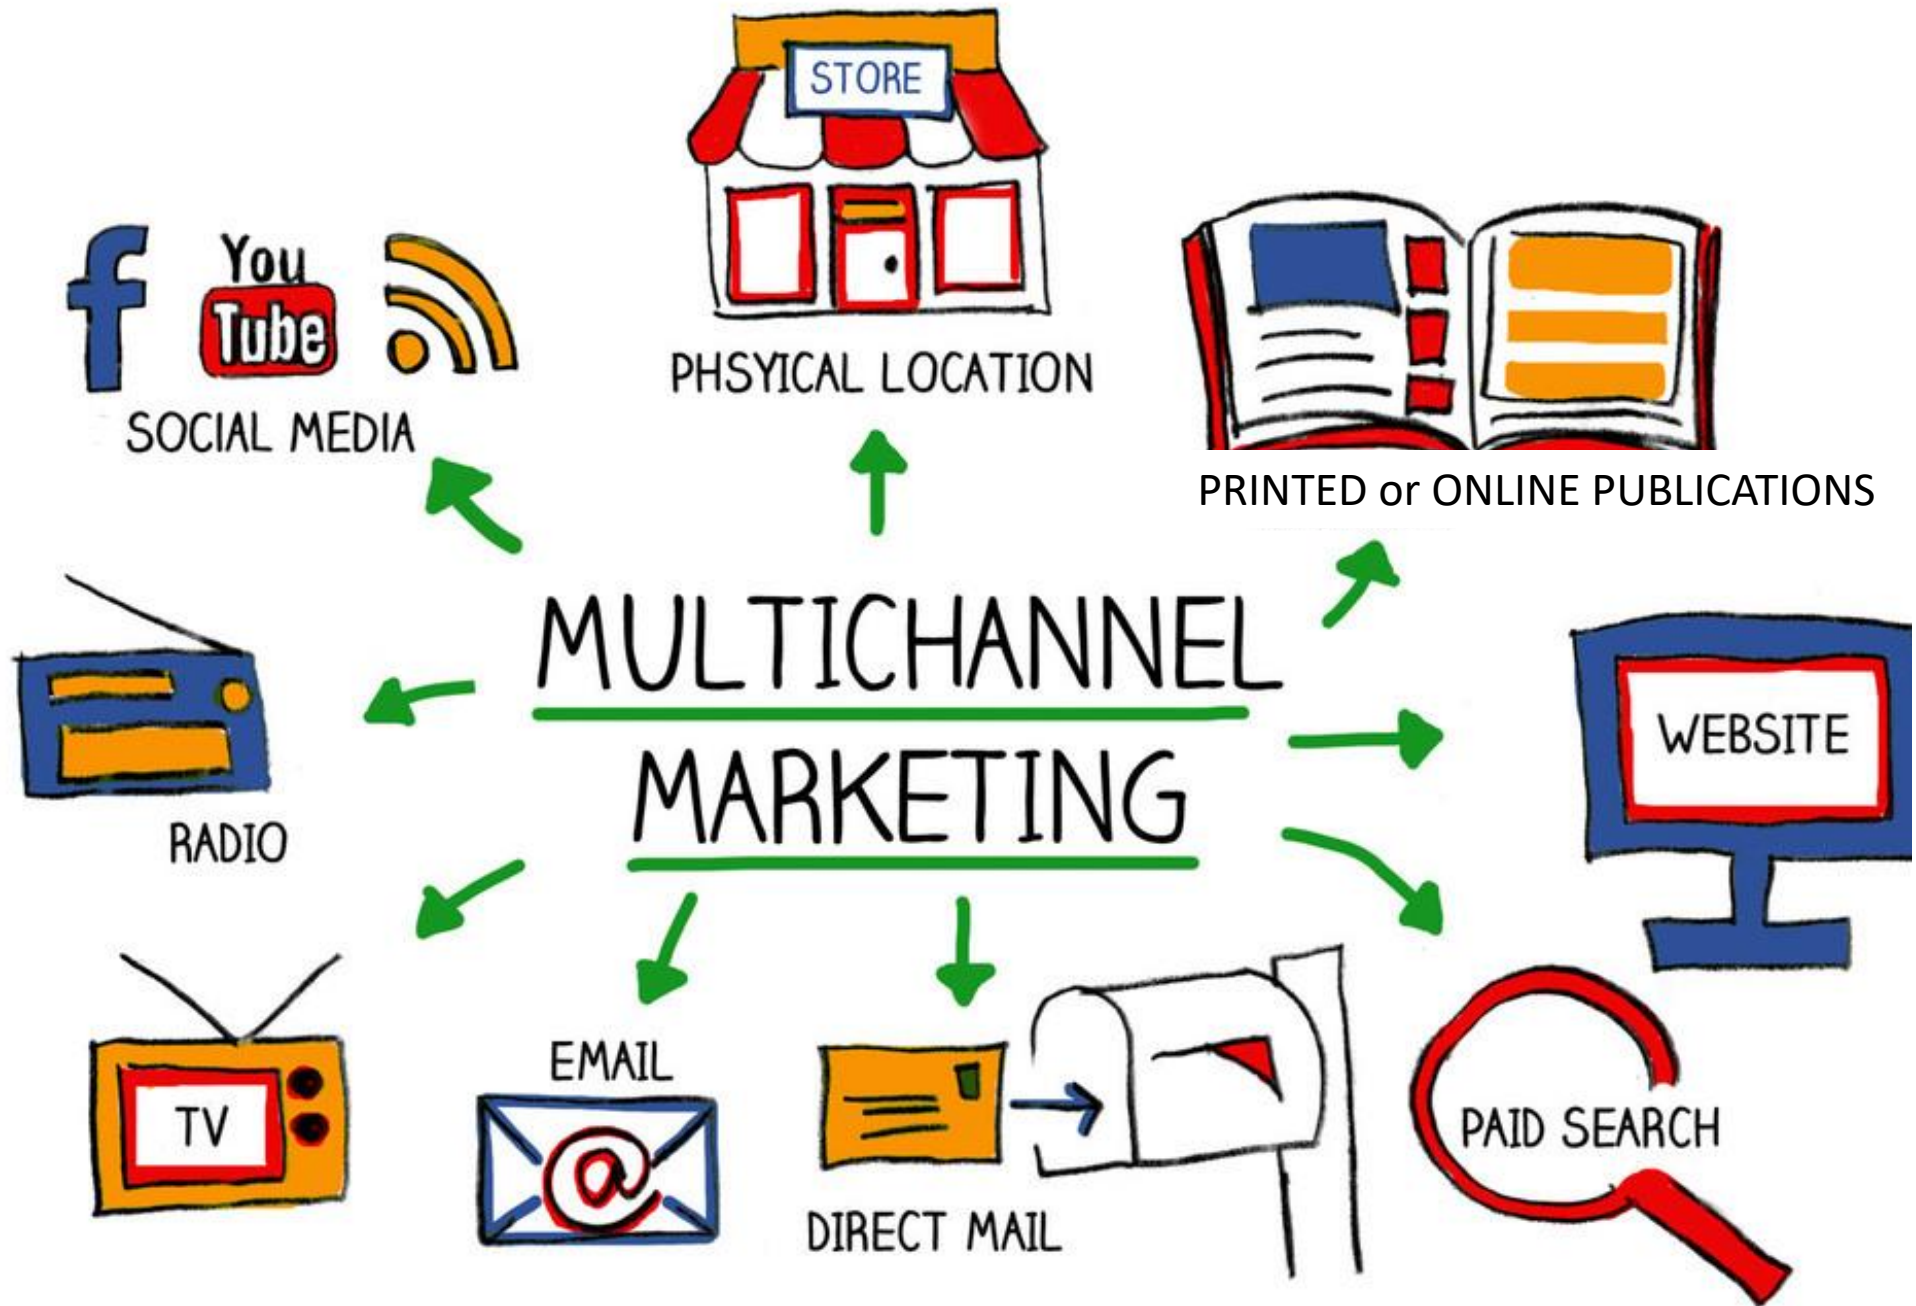 STORE
PHSYICAL LOCATION
You
Tube
SOCIAL MEDIA
PRINTED or ONLINE PUBLICATIONS
MULTICHANNEL
MARKETING
WEBSITE
RADIO
TV
EMAIL
@
DIRECT MAIL
PAID SEARCH